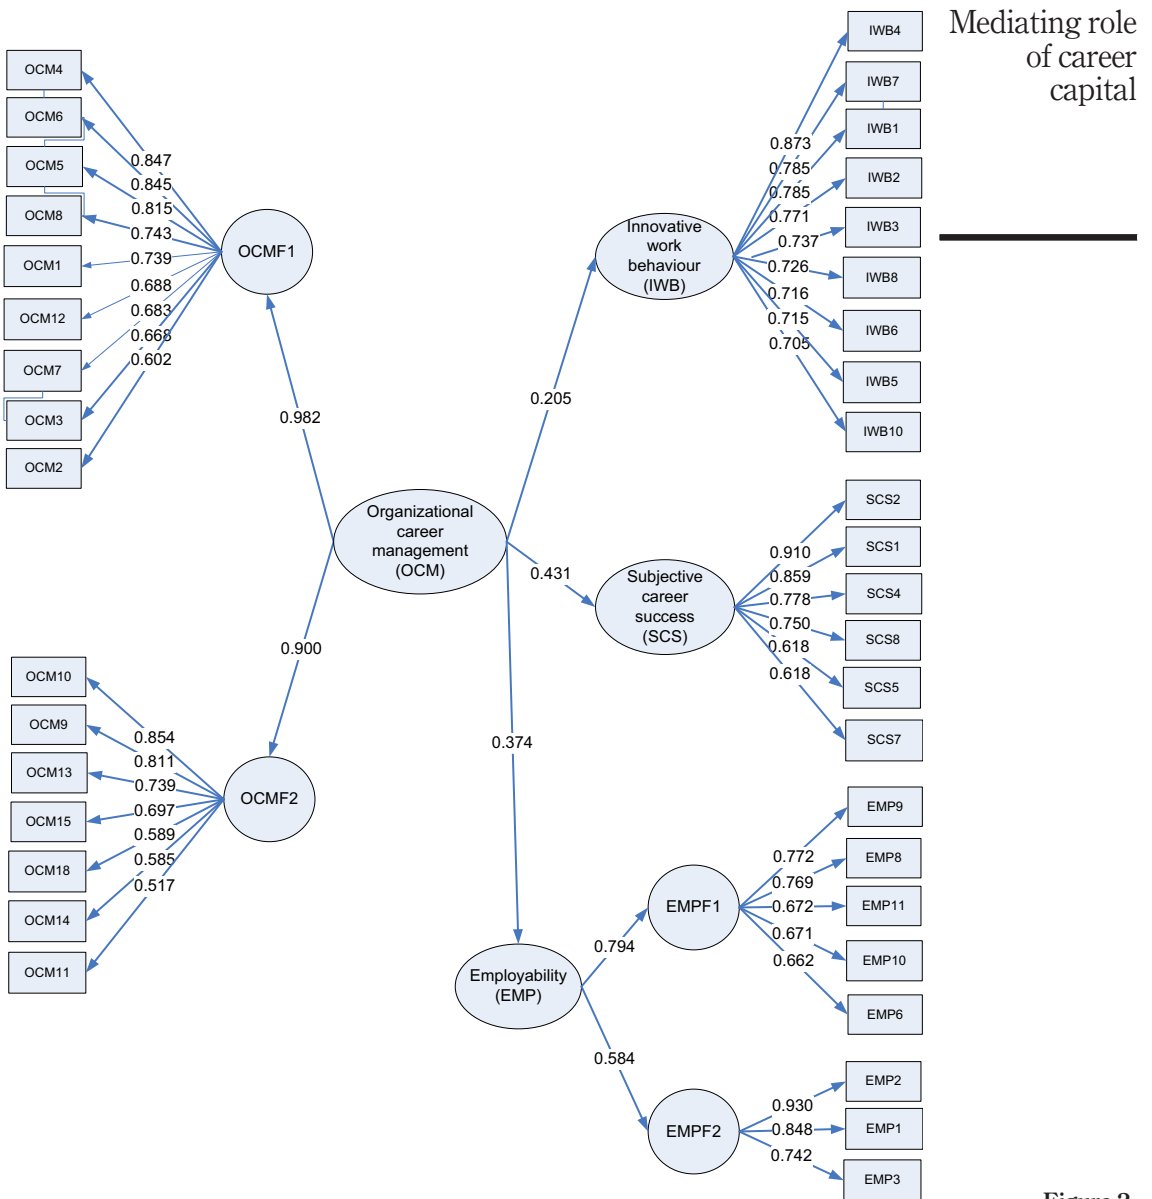 Mediating role
of career
capital
OCM4
OCM6
OCM5
OCM8
OCM1
OCM12
OCM7
OCM3
OCM2
0.847
0.845
0.815
0.743
0.739
0.688
0.683
0.668
0.602
OCMF1
0.982
Organizational
career
management
(OCM)
0.900
OCM10
OCM9
OCM13
OCM15
OCM18
OCM14
OCM11
0.854
0.811
0.739
0.697
0.589
0.585
0.517
OCMF2
0.205
Innovative
work
behaviour
(IWB)
0.873
0.785
0.785
0.771
0.737
0.726
0.716
0.715
0.705
IWB4
IWB7
IWB1
IWB2
IWB3
IWB8
IWB6
IWB5
IWB10
0.431
Subjective
career
success
(SCS)
0.910
0.859
0.778
0.750
0.618
0.618
SCS2
SCS1
SCS4
SCS8
SCS5
SCS7
0.374
Employability
(EMP)
0.794
EMPF1
0.772
0.769
0.672
0.671
0.662
EMP9
EMP8
EMP11
EMP10
EMP6
0.584
EMPF2
0.930
0.848
0.742
EMP2
EMP1
EMP3